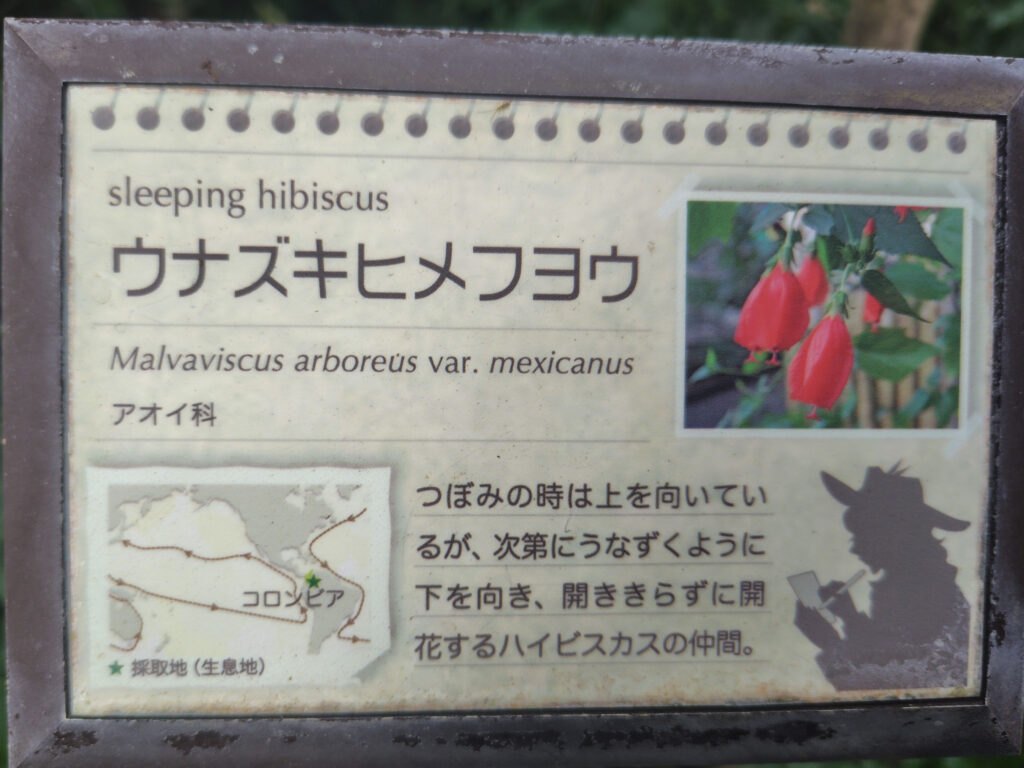 sleeping hibiscus
ウナズキヒメフヨウ
Malvaviscus arboreus var. mexicanus
アオイ科
コロンビア
★ 採取地（生息地）
つぼみの時は上を向いてい
るが、次第にうなずくように
下を向き、開ききらずに開
花するハイビスカスの仲間。